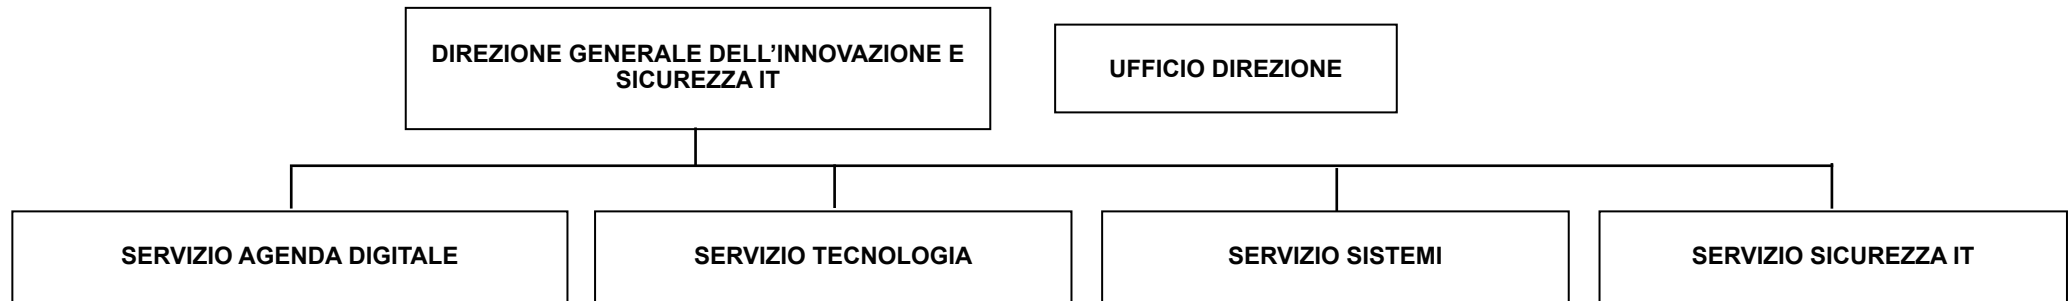 DIREZIONE GENERALE DELL’INNOVAZIONE E
SICUREZZA IT
UFFICIO DIREZIONE
SERVIZIO AGENDA DIGITALE
SERVIZIO TECNOLOGIA
SERVIZIO SISTEMI
SERVIZIO SICUREZZA IT